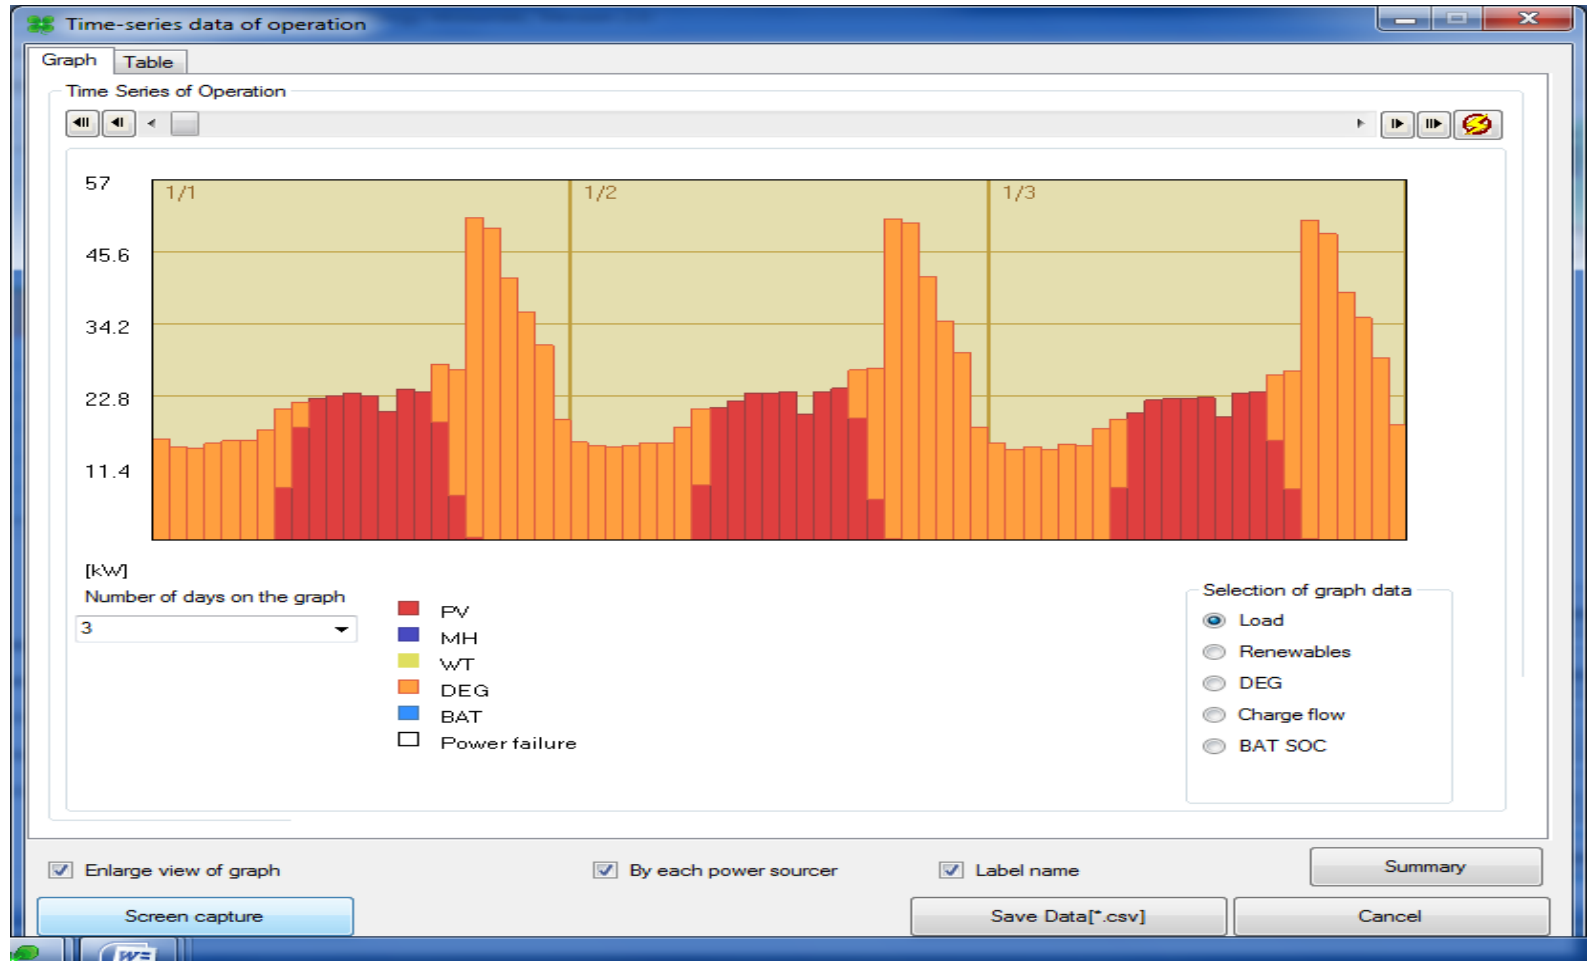 Time-series data of operation
Graph Table
Time Series of Operation
57
1/1 1/2 1/3
45.6
34.2
22.8
11.4
[kW]
Number of days on the graph
3
PV
MH
WT
DEG
BAT
Power failure
Selection of graph data
Load
Renewables
DEG
Charge flow
BAT SOC
Enlarge view of graph By each power sourcer Label name Summary
Screen capture Save Data[*.csv] Cancel